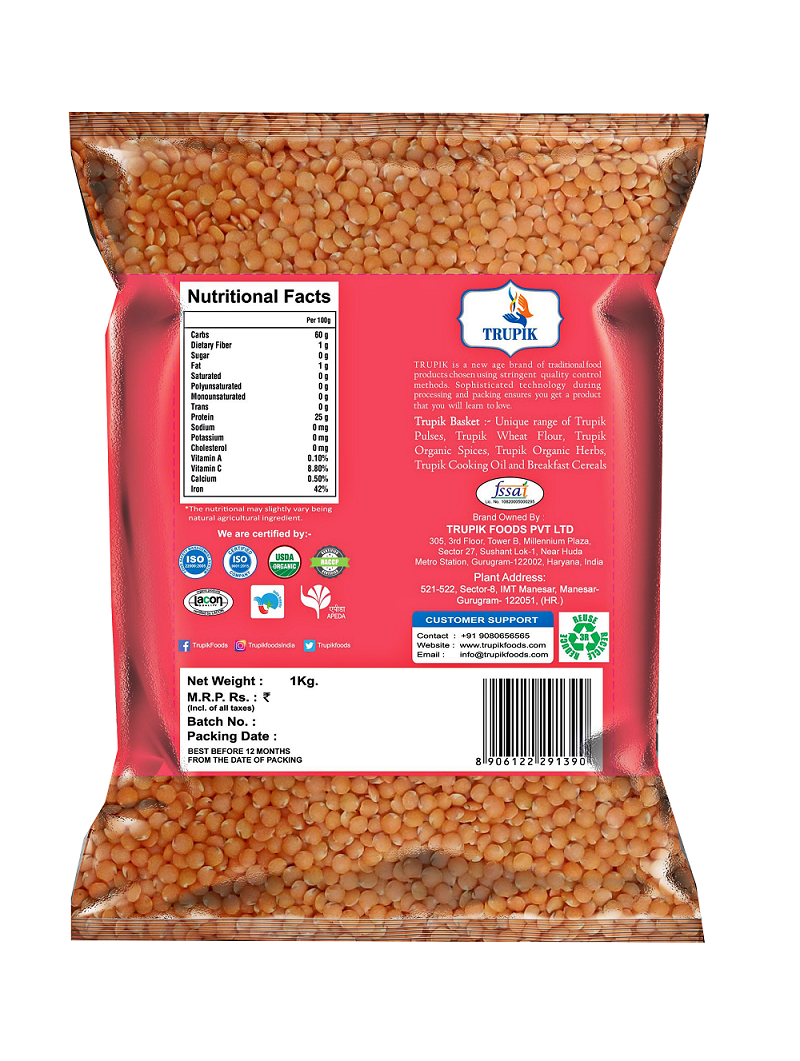 Nutritional Facts
Per 100g
Carbs 60 g
Dietary Fiber 1 g
Sugar 0 g
Fat 1 g
Saturated 0 g
Polyunsaturated 0 g
Monounsaturated 0 g
Trans 0 g
Protein 25 g
Sodium 0 mg
Potassium 0 mg
Cholesterol 0 mg
Vitamin A 0.10%
Vitamin C 8.80%
Calcium 0.50%
Iron 42%
*The nutritional may slightly vary being
natural agricultural ingredient.
We are certified by:-
ISO
ISO
COMPANY
USDA
ORGANIC
HACCP
lacon
एपीडा
APEDA
TrupikFoods
Trupikfoodsindia
Trupikfoods
TRUPIK
TRUPIK is a new age brand of traditional food
products chosen using stringent quality control
methods. Sophisticated technology during
processing and packing ensures you get a product
that you will learn to love.
Trupik Basket :- Unique range of Trupik
Pulses, Trupik Wheat Flour, Trupik
Organic Spices, Trupik Organic Herbs,
Trupik Cooking Oil and Breakfast Cereals
fssai
Brand Owned By :
TRUPIK FOODS PVT LTD
305, 3rd Floor, Tower B, Millennium Plaza,
Sector 27, Sushant Lok-1, Near Huda
Metro Station, Gurugram-122002, Haryana, India
Plant Address:
521-522, Sector-8, IMT Manesar, Manesar-
Gurugram- 122051, (HR.)
CUSTOMER SUPPORT
Contact : +91 9080656565
Website : www.trupikfoods.com
Email : info@trupikfoods.com
REUSE
REDUCE
3R
RECYCLE
Net Weight : 1Kg.
M.R.P. Rs. : ₹
(Incl. of all taxes)
Batch No. :
Packing Date :
BEST BEFORE 12 MONTHS
FROM THE DATE OF PACKING
8 906122 291390